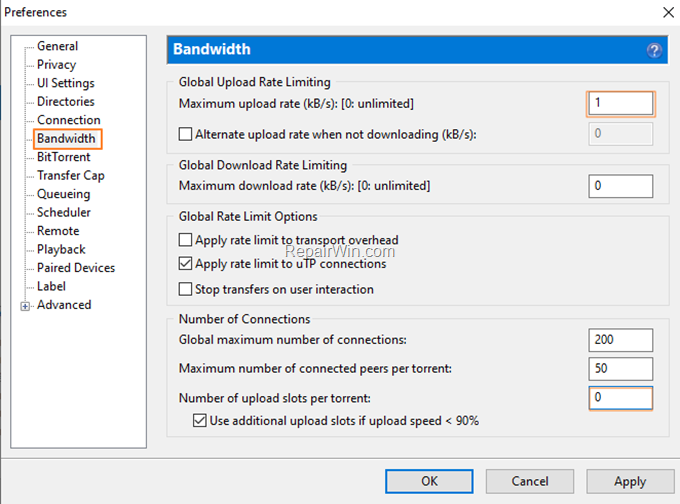 Preferences
General
Privacy
UI Settings
Directories
Connection
Bandwidth
BitTorrent
Transfer Cap
Queueing
Scheduler
Remote
Playback
Paired Devices
Label
Advanced
Bandwidth
?
Global Upload Rate Limiting
Maximum upload rate (kB/s): [0: unlimited] 1
Alternate upload rate when not downloading (kB/s): 0
Global Download Rate Limiting
Maximum download rate (kB/s): [0: unlimited] 0
Global Rate Limit Options
Apply rate limit to transport overhead
RepairWin.com
Apply rate limit to uTP connections
Stop transfers on user interaction
Number of Connections
Global maximum number of connections: 200
Maximum number of connected peers per torrent: 50
Number of upload slots per torrent: 0
Use additional upload slots if upload speed < 90%
OK Cancel Apply